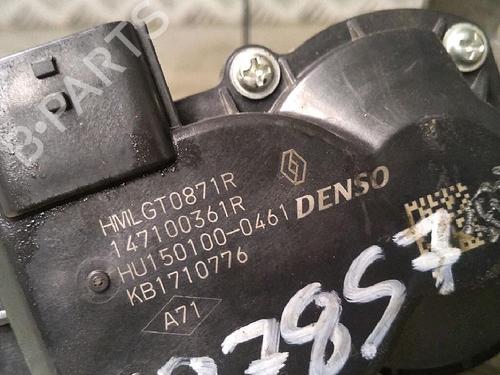 B-PARTS
HMLGT0871R
147100361R
HU150100-0461 DENSO
KB1710776
A71